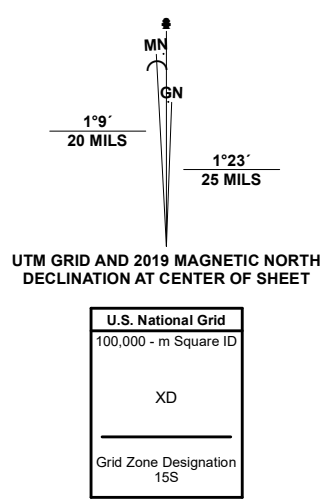 MN
GN
1°9´
20 MILS
1°23´
25 MILS
UTM GRID AND 2019 MAGNETIC NORTH
DECLINATION AT CENTER OF SHEET
U.S. National Grid
100,000 - m Square ID
XD
Grid Zone Designation
15S